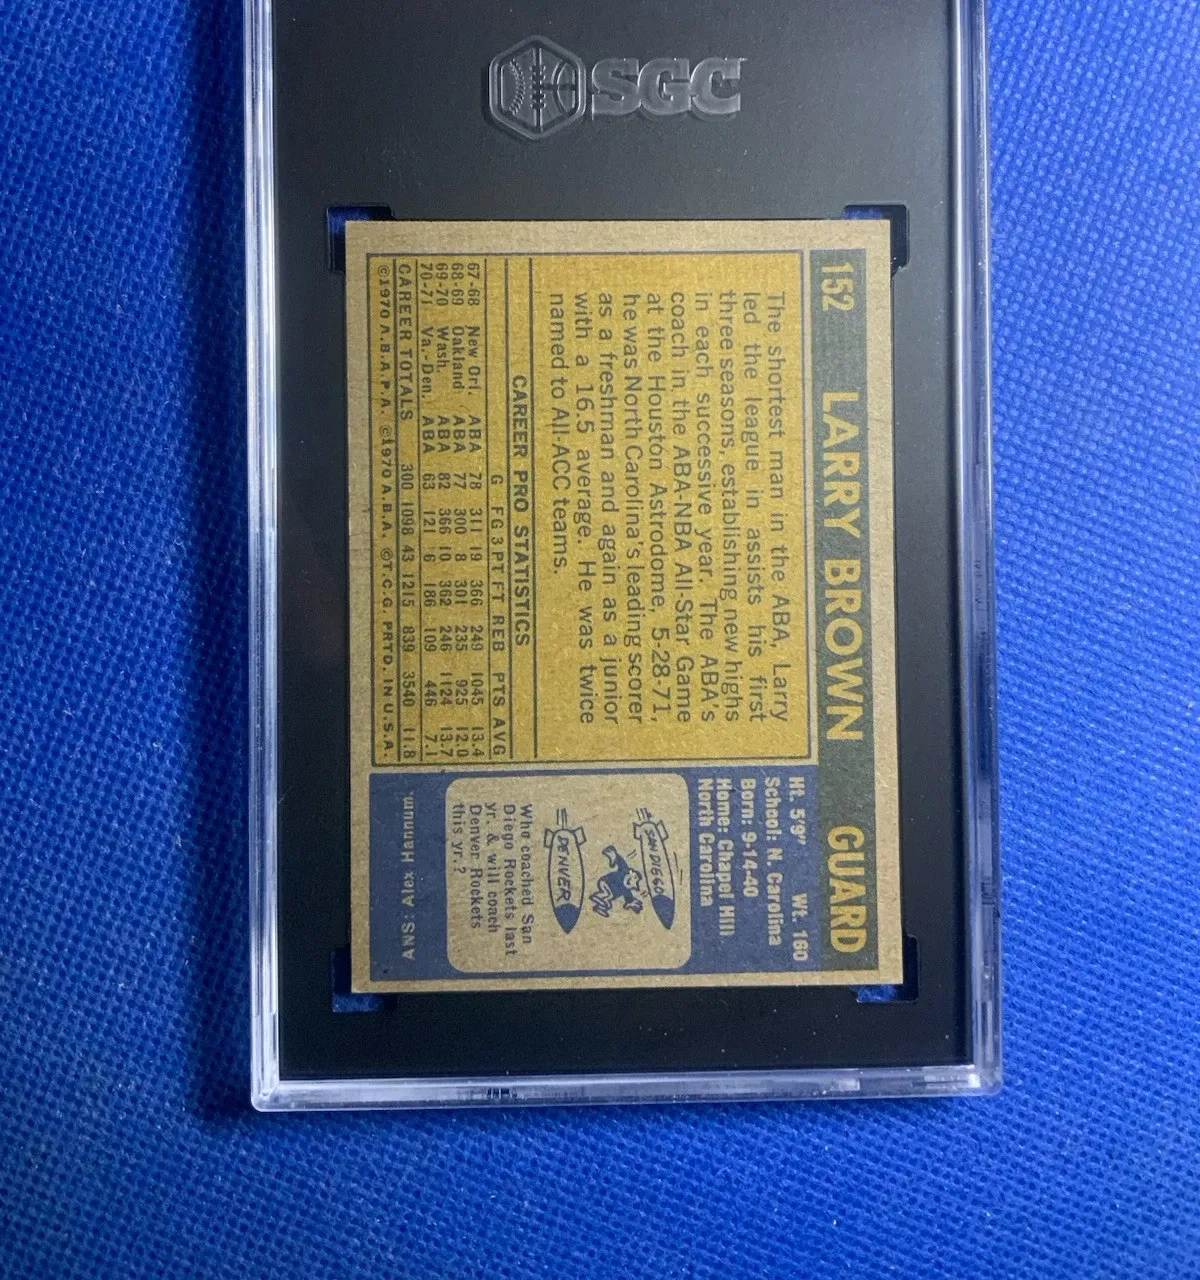 SGC
152 LARRY BROWN GUARD
The shortest man in the ABA, Larry
led the league in assists his first
three seasons, establishing new highs
in each successive year. The ABA's
coach in the ABA-NBA All-Star Game
at the Houston Astrodome, 5-28-71,
he was North Carolina's leading scorer
as a freshman and again as a junior
with a 16.5 average. He was twice
named to All-ACC teams.
CAREER PRO STATISTICS
G FG 3PT FT REB PTS AVG
67-68 New Orl. ABA 78 311 19 366 249 1045 13.4
68-69 Oakland ABA 77 300 8 301 235 925 12.0
69-70 Wash. ABA 82 366 10 362 246 1124 13.7
70-71 Va.-Den. ABA 63 121 6 186 109 446 7.1
CAREER TOTALS 300 1098 43 1215 839 3540 11.8
©1970 A.B.A.P.A. ©1970 A.B.A. ©T.C.G. PRTD. IN U.S.A.
Ht. 5'9" Wt. 160
School: N. Carolina
Born: 9-14-40
Home: Chapel Hill,
North Carolina
SAN DIEGO
DENVER
Who coached San
Diego Rockets last
yr. & will coach
Denver Rockets
this yr.?
ANS: Alex Hannum.